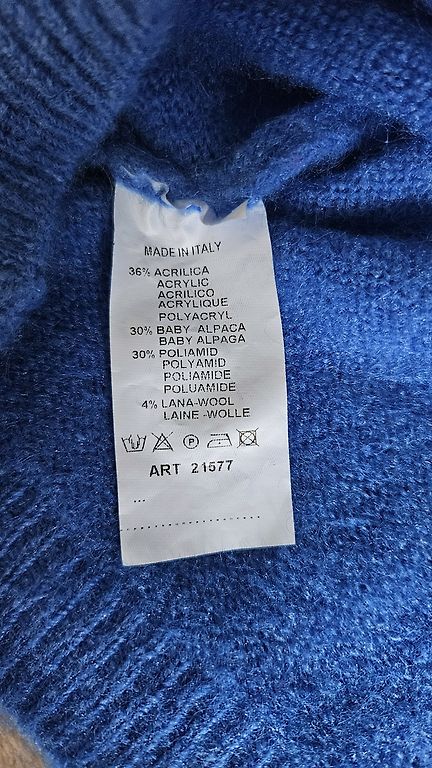 MADE IN ITALY
36% ACRILICA
ACRYLIC
ACRILICO
ACRYLIQUE
POLYACRYL
30% BABY ALPACA
BABY ALPAGA
30% POLIAMID
POLYAMID
POLIAMIDE
POLUAMIDE
4% LANA-WOOL
LAINE -WOLLE
P
ART 21577
...